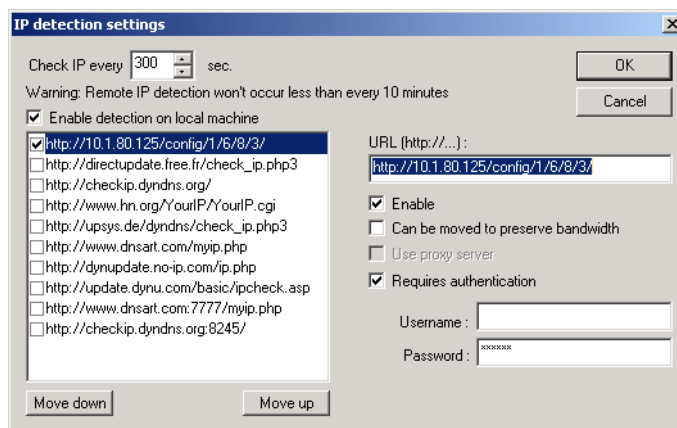 IP detection settings
Check IP every 300 sec.
Warning: Remote IP detection won't occur less than every 10 minutes
Enable detection on local machine
http://10.1.80.125/config/1/6/8/3/
http://directupdate.free.fr/check_ip.php3
http://checkip.dyndns.org/
http://www.hn.org/YourIP/YourIP.cgi
http://upsys.de/dyndns/check_ip.php3
http://www.dnsart.com/myip.php
http://dynupdate.no-ip.com/ip.php
http://update.dynu.com/basic/ipcheck.asp
http://www.dnsart.com:7777/myip.php
http://checkip.dyndns.org:8245/
Move down
Move up
OK
Cancel
URL (http://...) :
http://10.1.80.125/config/1/6/8/3/
Enable
Can be moved to preserve bandwidth
Use proxy server
Requires authentication
Username :
Password : ******